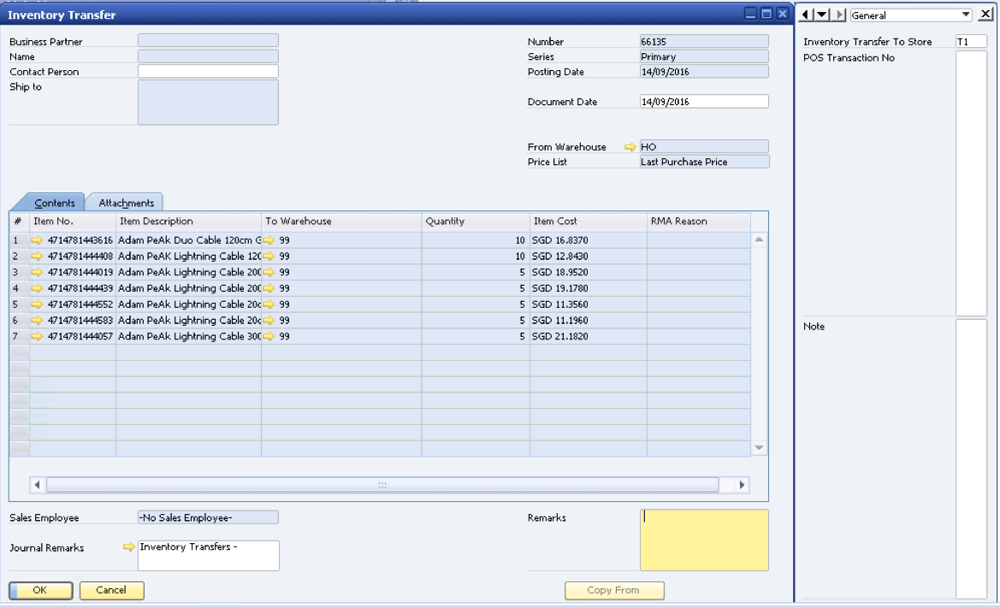 Inventory Transfer
General
Business Partner
Name
Contact Person
Ship to
Number 66135
Series Primary
Posting Date 14/09/2016
Document Date 14/09/2016
From Warehouse HO
Price List Last Purchase Price
Inventory Transfer To Store T1
POS Transaction No
Note
Contents Attachments
# Item No. Item Description To Warehouse Quantity Item Cost RMA Reason
1 4714781443616 Adam PeAk Duo Cable 120cm G 99 10 SGD 16.8370
2 4714781444408 Adam PeAK Lightning Cable 120 99 10 SGD 12.8430
3 4714781444019 Adam PeAk Lightning Cable 200 99 5 SGD 18.9520
4 4714781444439 Adam PeAk Lightning Cable 200 99 5 SGD 19.1780
5 4714781444552 Adam PeAk Lightning Cable 20c 99 5 SGD 11.3560
6 4714781444583 Adam PeAk Lightning Cable 20c 99 5 SGD 11.1960
7 4714781444057 Adam PeAk Lightning Cable 300 99 5 SGD 21.1820
Sales Employee -No Sales Employee-
Journal Remarks Inventory Transfers -
Remarks
OK Cancel Copy From